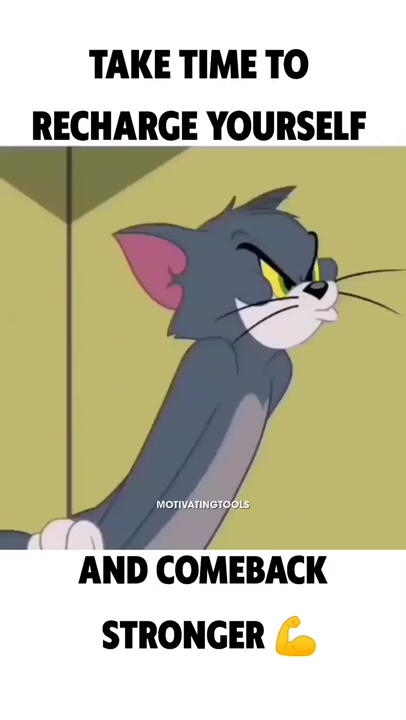 TAKE TIME TO
RECHARGE YOURSELF
MOTIVATINGTOOLS
AND COMEBACK
STRONGER 💪